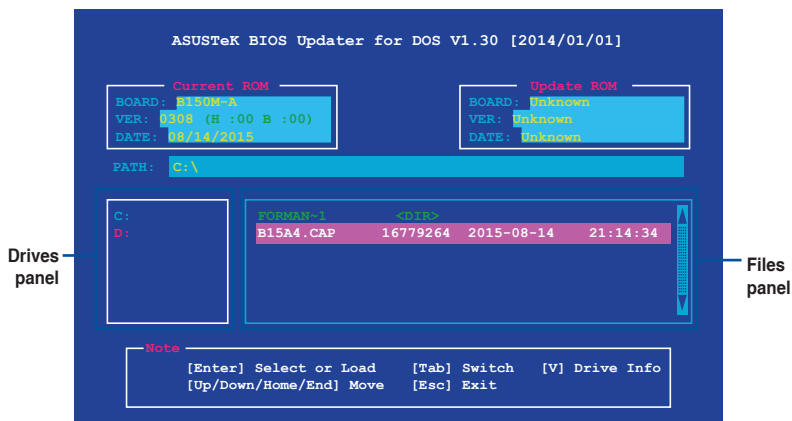 ASUSTeK BIOS Updater for DOS V1.30 [2014/01/01]
Current ROM
BOARD: B150M-A
VER: 0308 (H :00 B :00)
DATE: 08/14/2015
Update ROM
BOARD: Unknown
VER: Unknown
DATE: Unknown
PATH: C:\
Drives panel
C:
D:
FORMAN~1 <DIR>
B15A4.CAP 16779264 2015-08-14 21:14:34
Files panel
Note
[Enter] Select or Load [Tab] Switch [V] Drive Info
[Up/Down/Home/End] Move [Esc] Exit